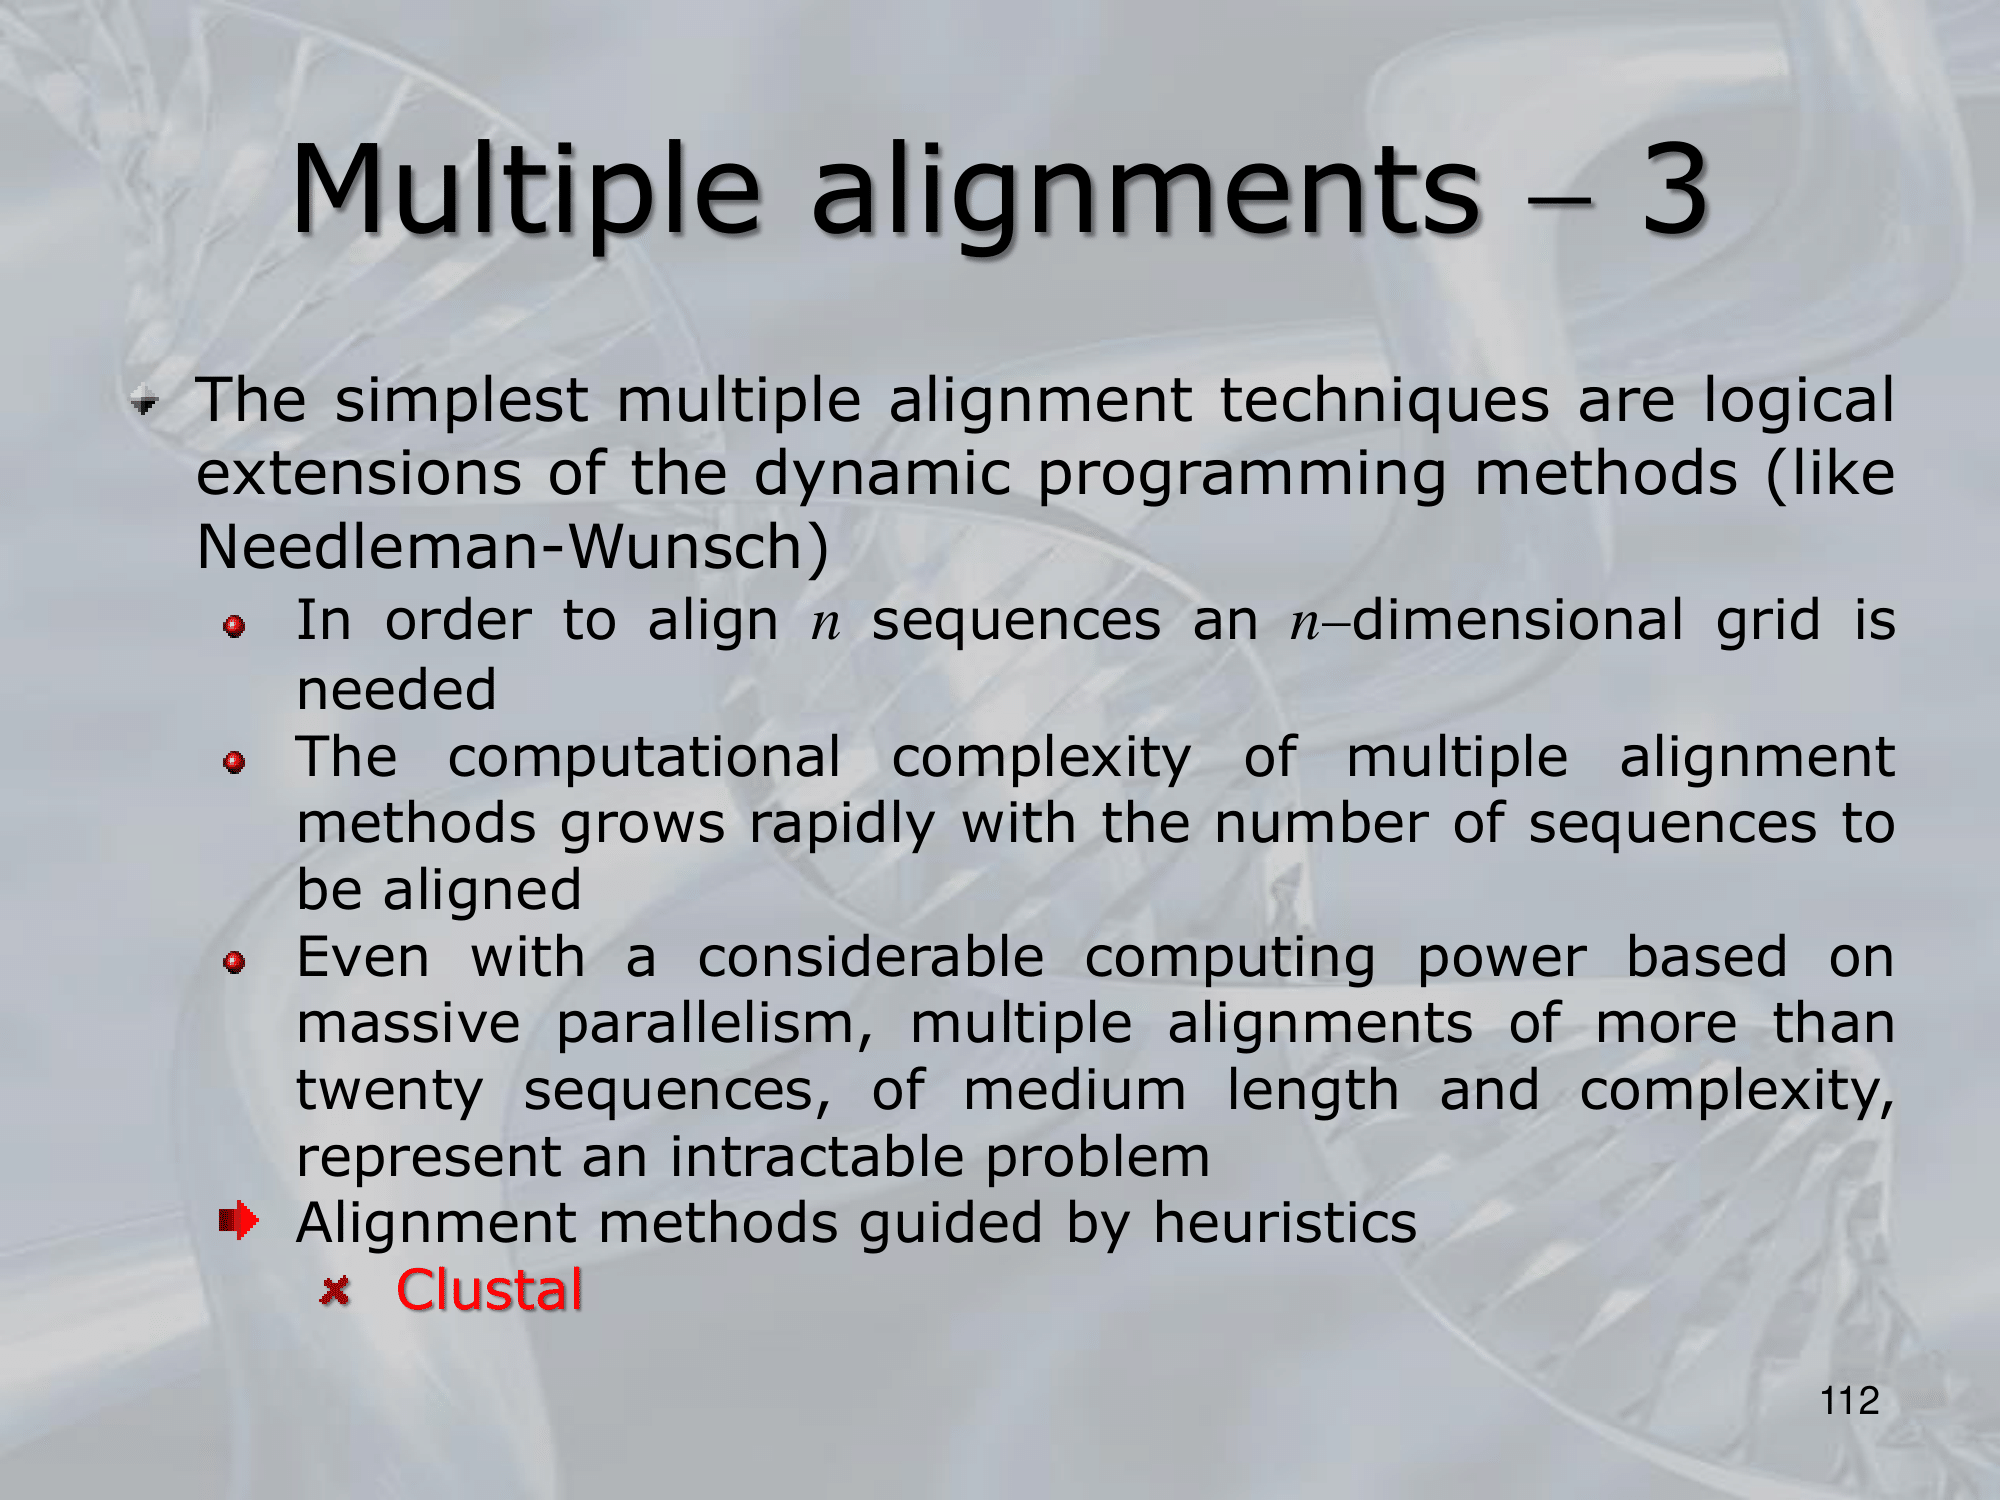 Multiple alignments – 3
The simplest multiple alignment techniques are logical
extensions of the dynamic programming methods (like
Needleman-Wunsch)
In order to align n sequences an n–dimensional grid is
needed
The computational complexity of multiple alignment
methods grows rapidly with the number of sequences to
be aligned
Even with a considerable computing power based on
massive parallelism, multiple alignments of more than
twenty sequences, of medium length and complexity,
represent an intractable problem
Alignment methods guided by heuristics
Clustal
112